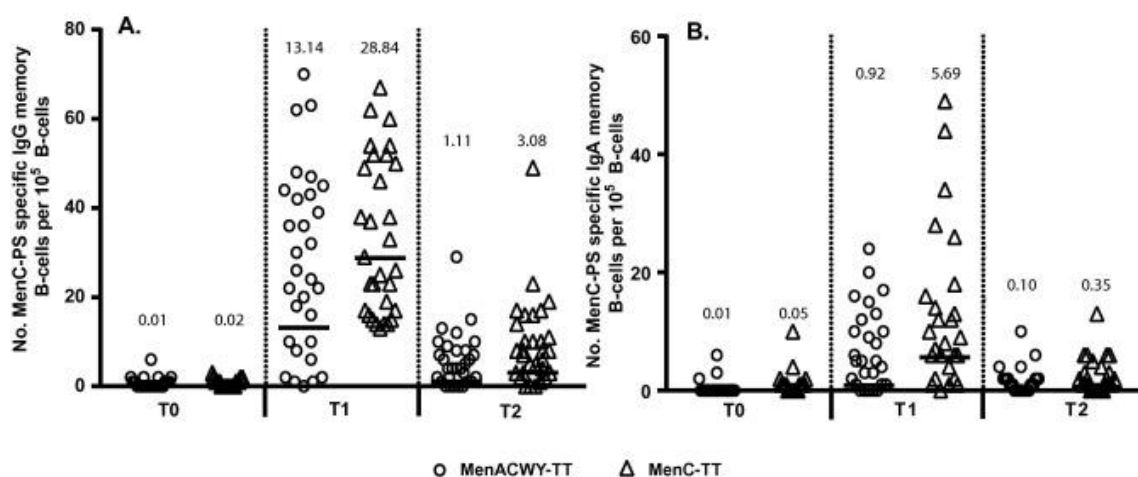 A.
No. MenC-PS specific IgG memory
B-cells per 10⁵ B-cells
80
60
40
20
0
13.14
28.84
1.11
3.08
0.01
0.02
T0
T1
T2
B.
No. MenC-PS specific IgA memory
B-cells per 10⁵ B-cells
60
40
20
0
0.92
5.69
0.01
0.05
0.10
0.35
T0
T1
T2
MenACWY-TT
MenC-TT